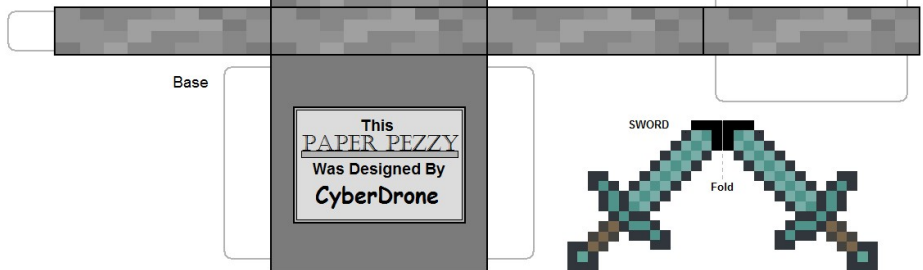 Base
This
PAPER PEZZY
Was Designed By
CyberDrone
SWORD
Fold